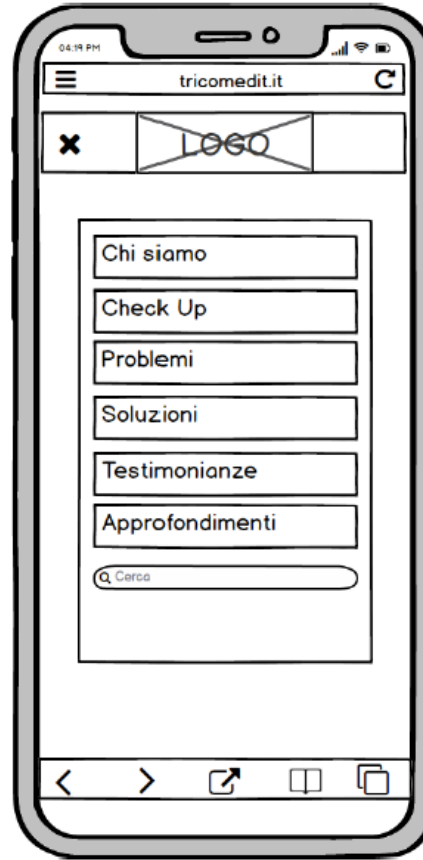 04:19 PM
tricomedit.it
LOGO
Chi siamo
Check Up
Problemi
Soluzioni
Testimonianze
Approfondimenti
Cerca